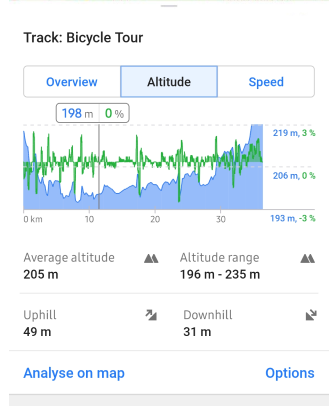 Track: Bicycle Tour
Overview Altitude Speed
198 m 0 %
219 m, 3 %
206 m, 0 %
193 m, -3 %
0 km 10 20 30
Average altitude Altitude range
205 m 196 m - 235 m
Uphill Downhill
49 m 31 m
Analyse on map Options